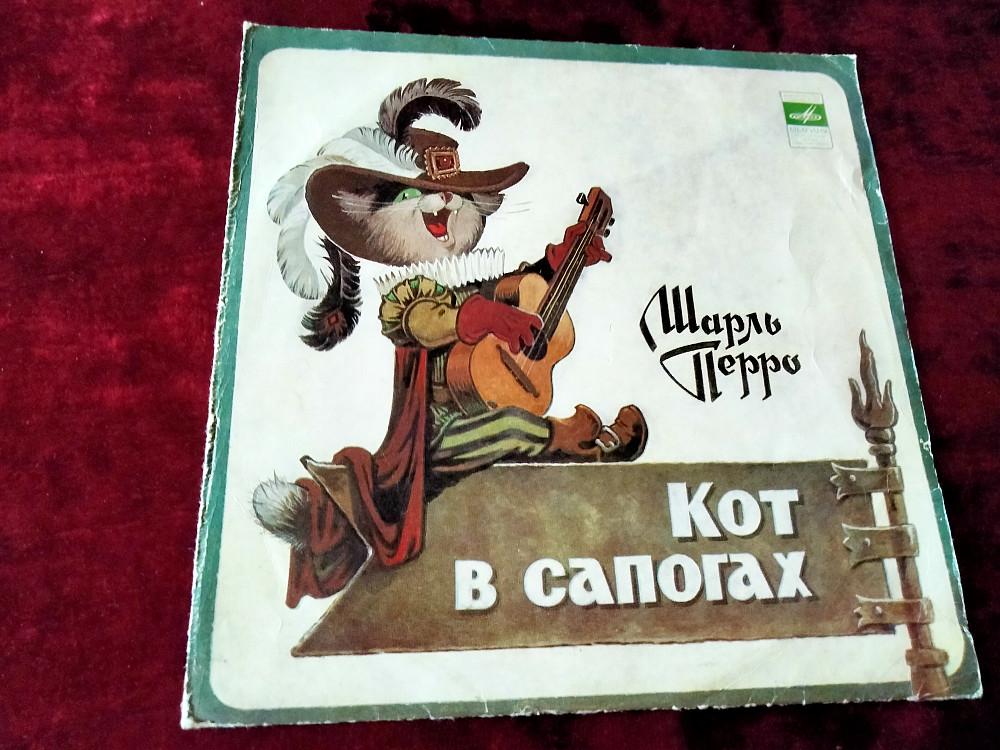 Шарль
Перро
Кот
в сапогах